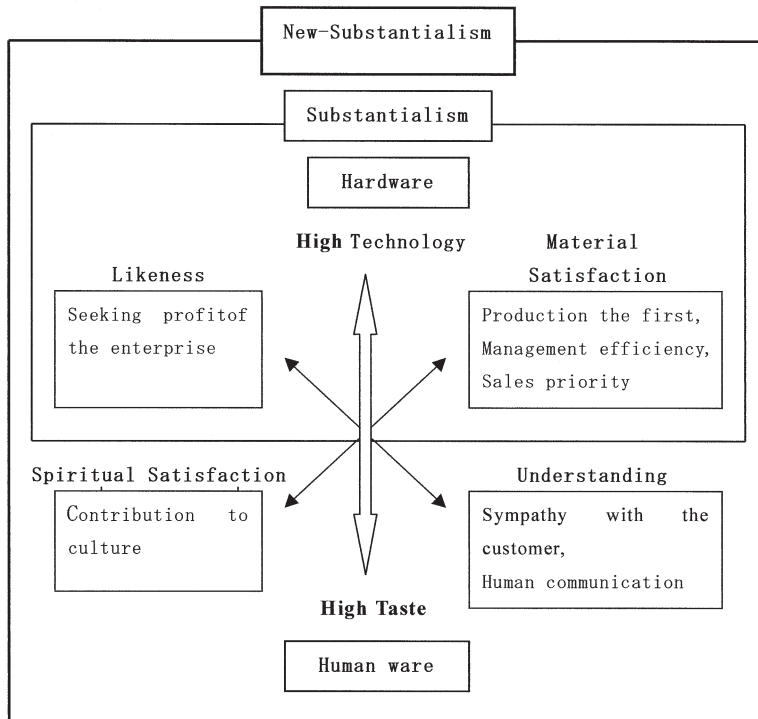 New-Substantialism
Substantialism
Hardware
High Technology
Material
Satisfaction
Likeness
Seeking profitof
the enterprise
Production the first,
Management efficiency,
Sales priority
Spiritual Satisfaction
Contribution to
culture
Understanding
Sympathy with the
customer,
Human communication
High Taste
Human ware